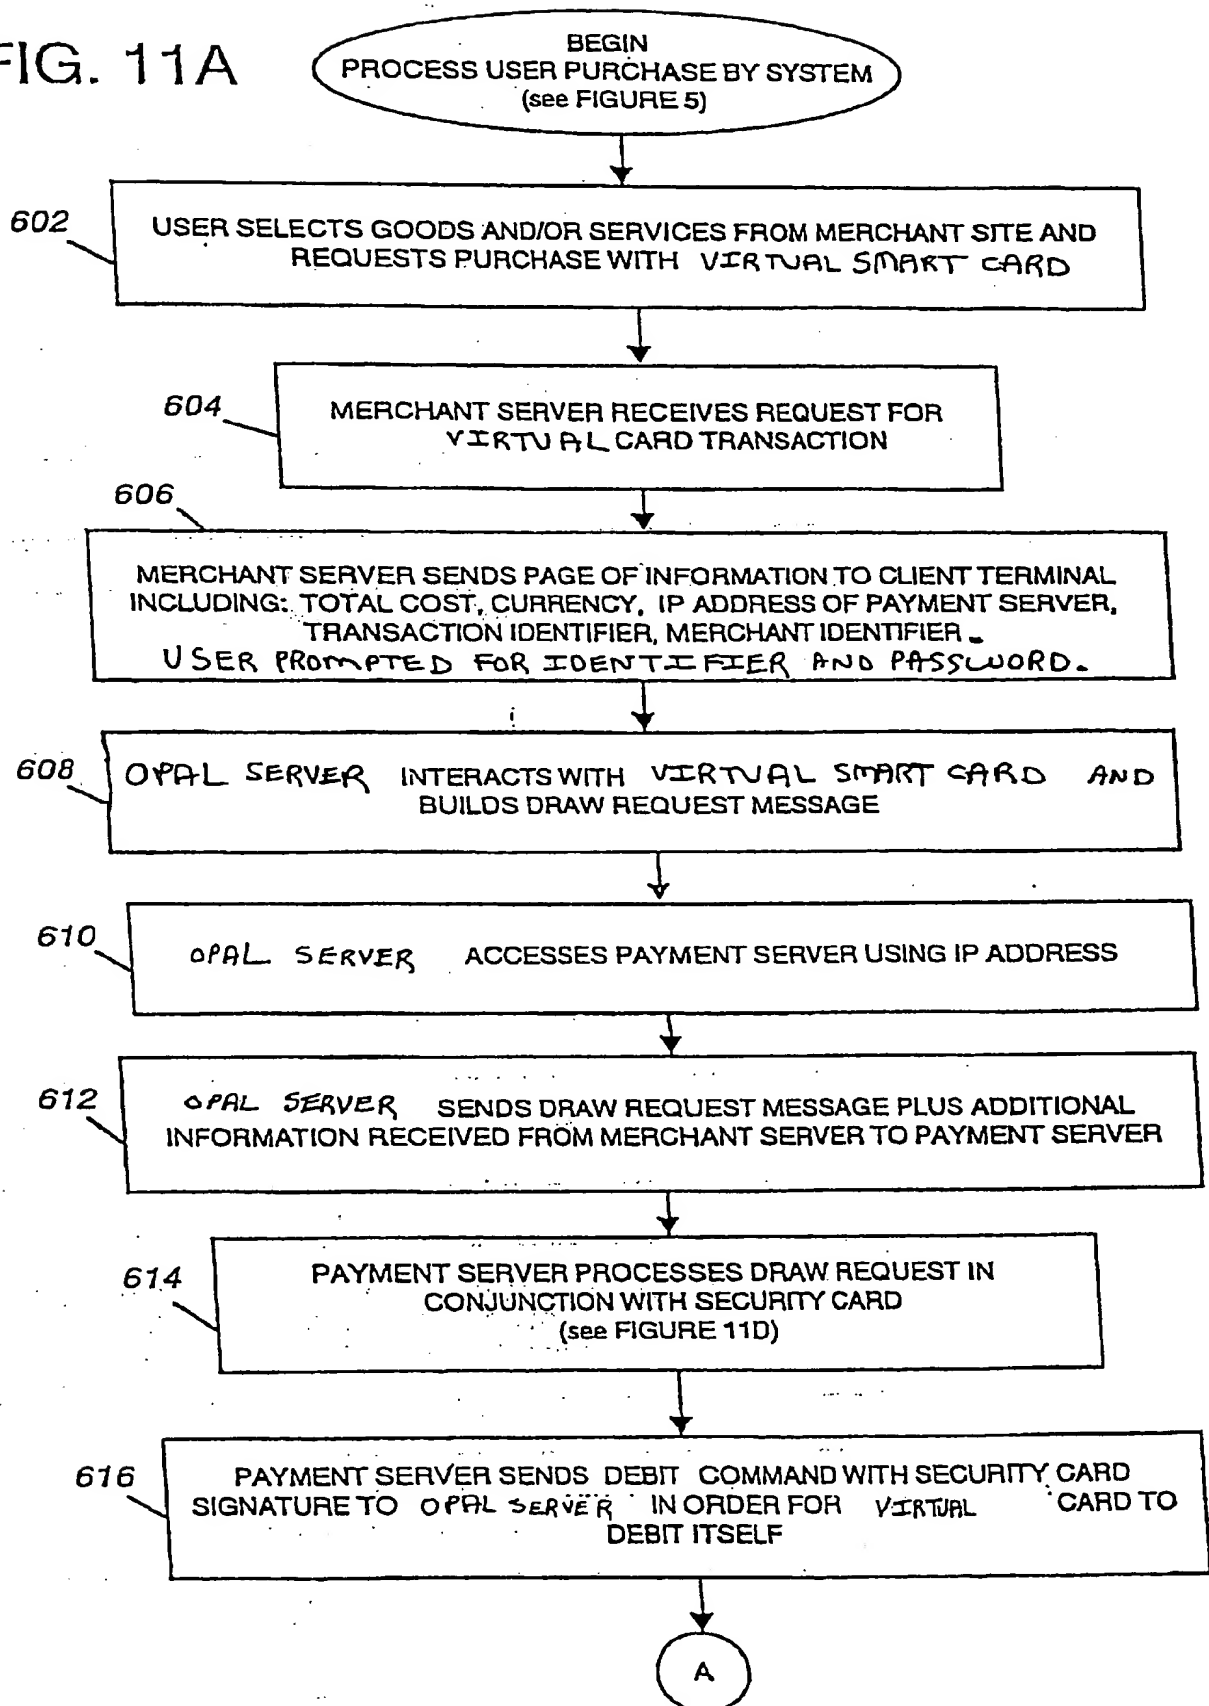 FIG. 11A
BEGIN
PROCESS USER PURCHASE BY SYSTEM
(see FIGURE 5)
602
USER SELECTS GOODS AND/OR SERVICES FROM MERCHANT SITE AND
REQUESTS PURCHASE WITH VIRTUAL SMART CARD
604
MERCHANT SERVER RECEIVES REQUEST FOR
VIRTUAL CARD TRANSACTION
606
MERCHANT SERVER SENDS PAGE OF INFORMATION TO CLIENT TERMINAL
INCLUDING: TOTAL COST, CURRENCY, IP ADDRESS OF PAYMENT SERVER,
TRANSACTION IDENTIFIER, MERCHANT IDENTIFIER.
USER PROMPTED FOR IDENTIFIER AND PASSWORD.
608
OPAL SERVER INTERACTS WITH VIRTUAL SMART CARD AND
BUILDS DRAW REQUEST MESSAGE
610
OPAL SERVER ACCESSES PAYMENT SERVER USING IP ADDRESS
612
OPAL SERVER SENDS DRAW REQUEST MESSAGE PLUS ADDITIONAL
INFORMATION RECEIVED FROM MERCHANT SERVER TO PAYMENT SERVER
614
PAYMENT SERVER PROCESSES DRAW REQUEST IN
CONJUNCTION WITH SECURITY CARD
(see FIGURE 11D)
616
PAYMENT SERVER SENDS DEBIT COMMAND WITH SECURITY CARD
SIGNATURE TO OPAL SERVER IN ORDER FOR VIRTUAL CARD TO
DEBIT ITSELF
A